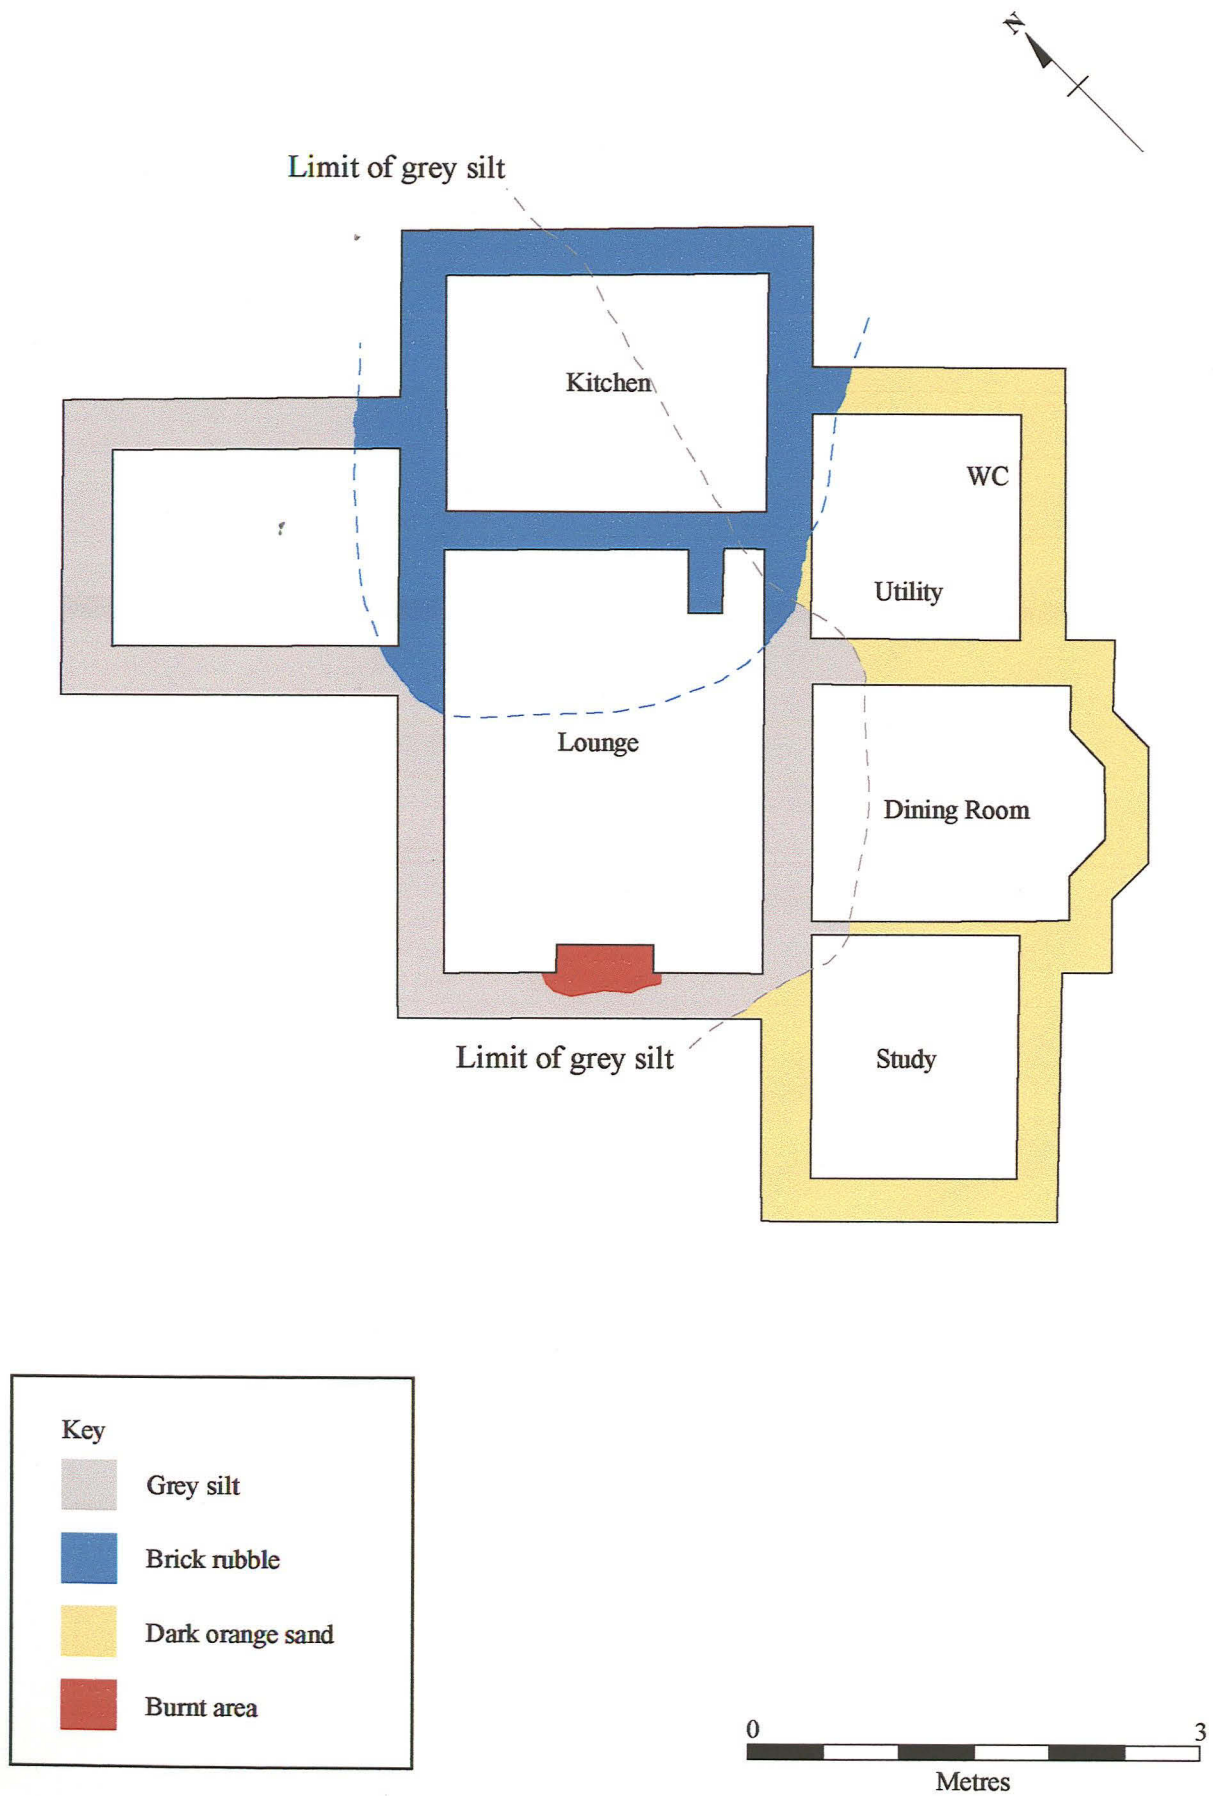 N
Limit of grey silt
Kitchen
WC
Utility
Lounge
Dining Room
Limit of grey silt
Study
Key
Grey silt
Brick rubble
Dark orange sand
Burnt area
0 3
Metres